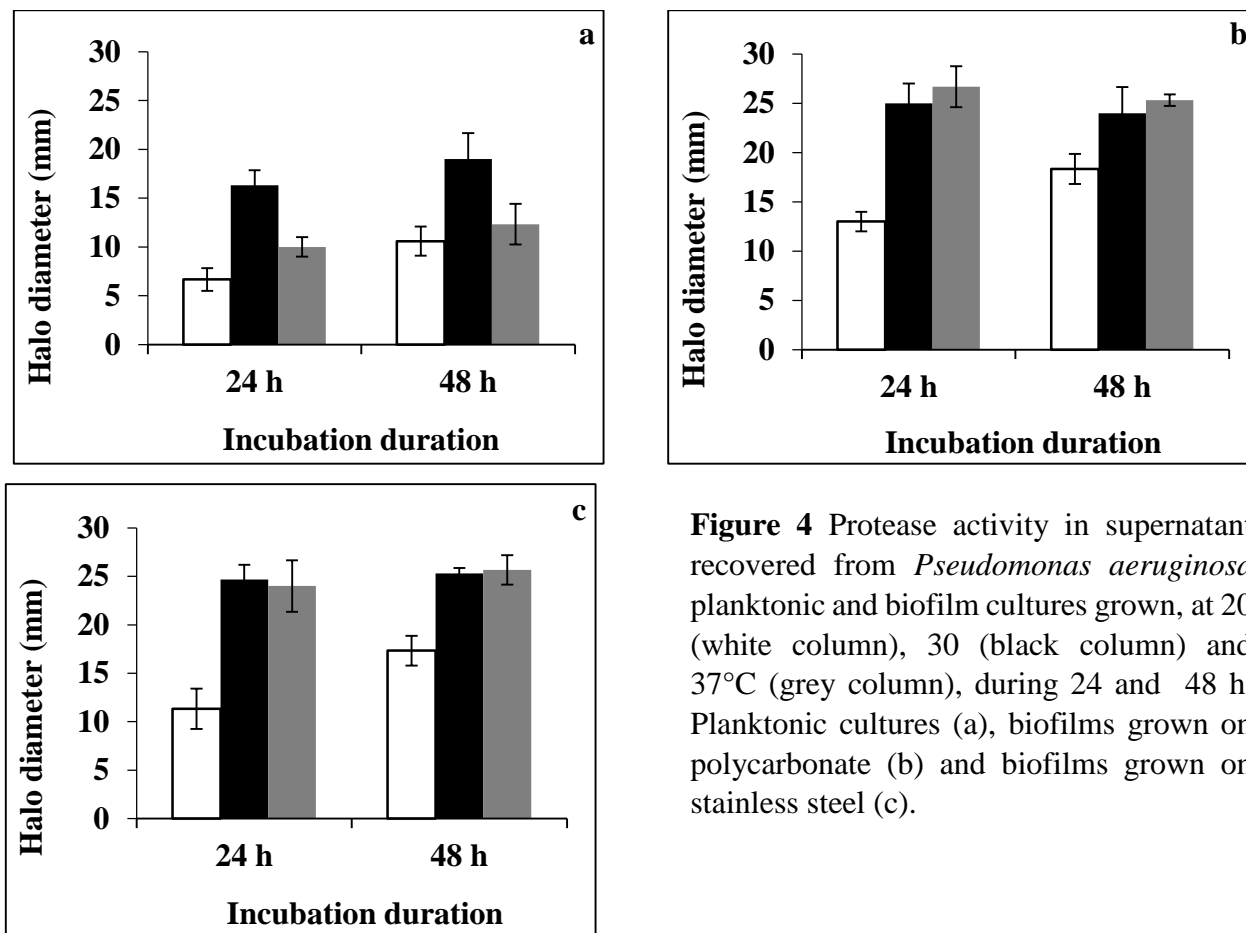 a
30
25
20
15
10
5
0
Halo diameter (mm)
24 h
48 h
Incubation duration
b
30
25
20
15
10
5
0
Halo diameter (mm)
24 h
48 h
Incubation duration
c
30
25
20
15
10
5
0
Halo diameter (mm)
24 h
48 h
Incubation duration
Figure 4 Protease activity in supernatant
recovered from Pseudomonas aeruginosa
planktonic and biofilm cultures grown, at 20
(white column), 30 (black column) and
37°C (grey column), during 24 and 48 h
Planktonic cultures (a), biofilms grown on
polycarbonate (b) and biofilms grown on
stainless steel (c).